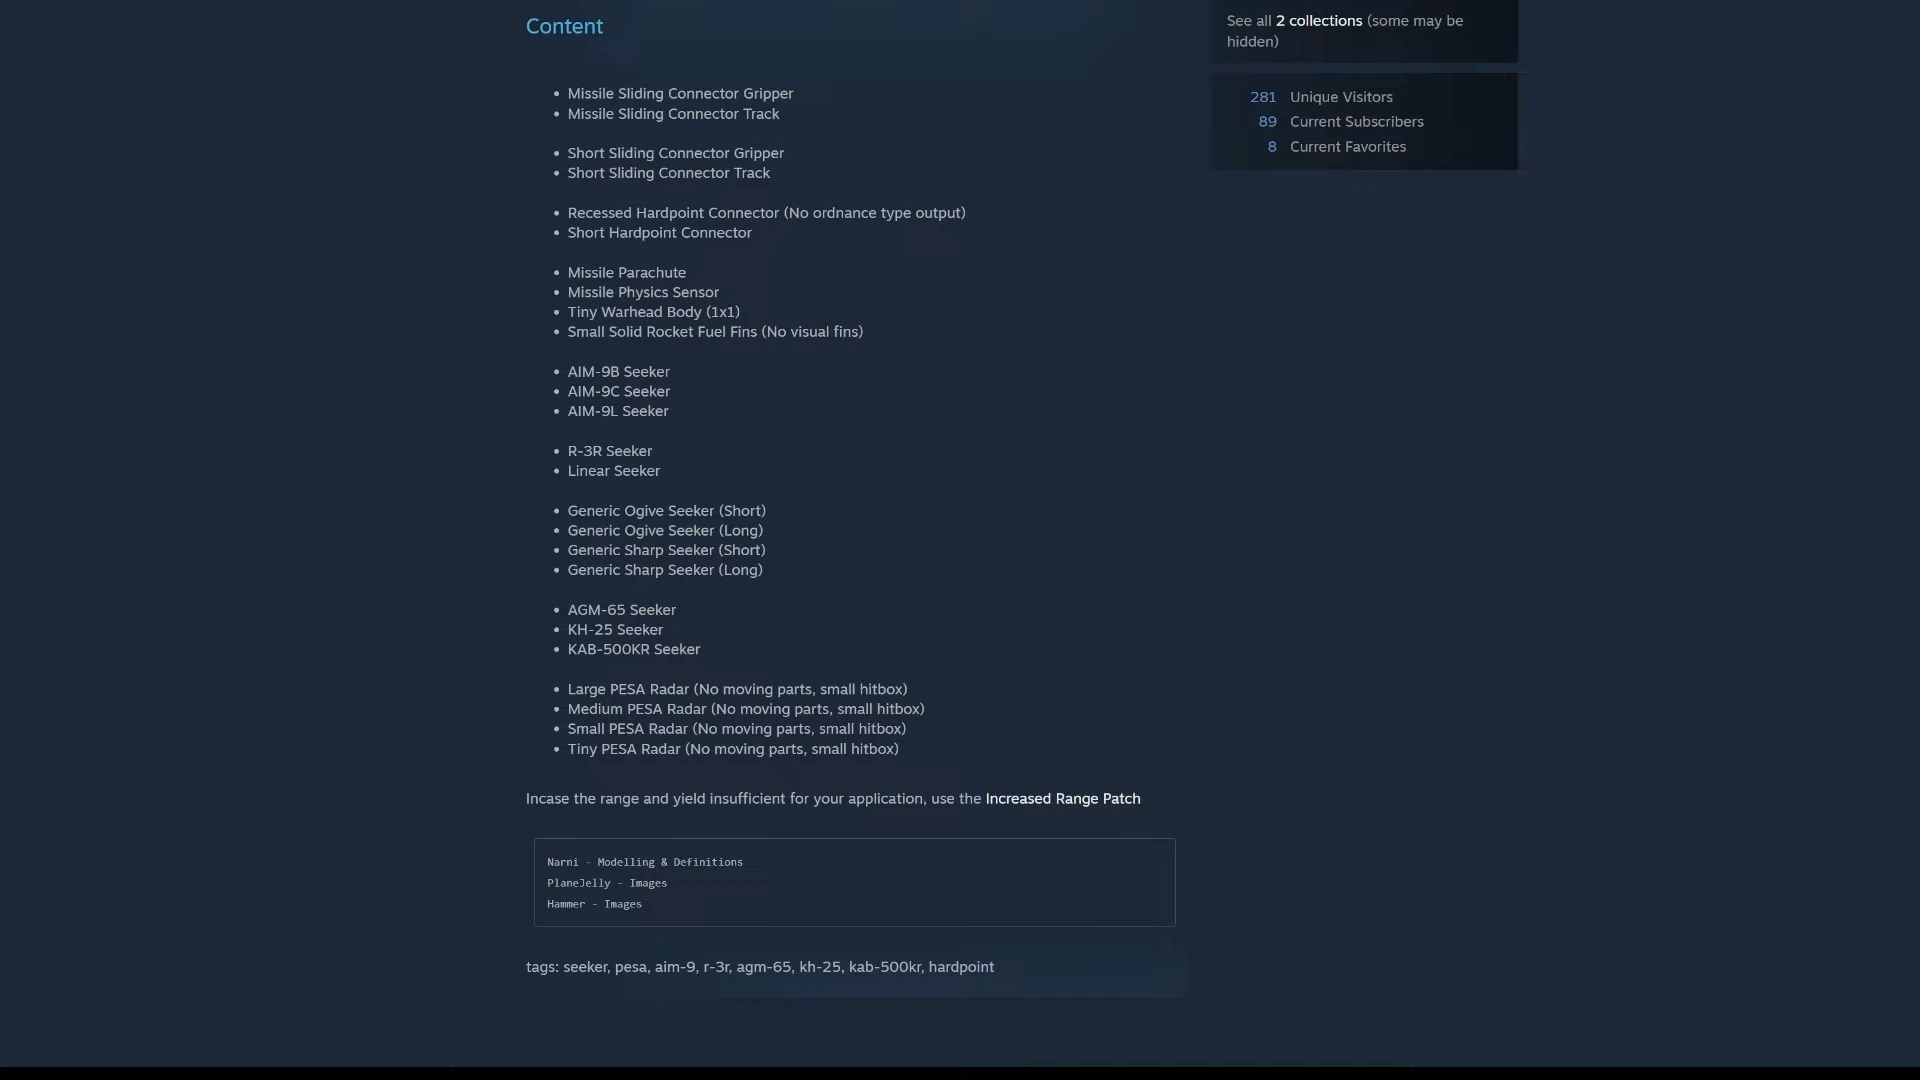 Content
• Missile Sliding Connector Gripper
• Missile Sliding Connector Track
• Short Sliding Connector Gripper
• Short Sliding Connector Track
• Recessed Hardpoint Connector (No ordnance type output)
• Short Hardpoint Connector
• Missile Parachute
• Missile Physics Sensor
• Tiny Warhead Body (1x1)
• Small Solid Rocket Fuel Fins (No visual fins)
• AIM-9B Seeker
• AIM-9C Seeker
• AIM-9L Seeker
• R-3R Seeker
• Linear Seeker
• Generic Ogive Seeker (Short)
• Generic Ogive Seeker (Long)
• Generic Sharp Seeker (Short)
• Generic Sharp Seeker (Long)
• AGM-65 Seeker
• KH-25 Seeker
• KAB-500KR Seeker
• Large PESA Radar (No moving parts, small hitbox)
• Medium PESA Radar (No moving parts, small hitbox)
• Small PESA Radar (No moving parts, small hitbox)
• Tiny PESA Radar (No moving parts, small hitbox)
Incase the range and yield insufficient for your application, use the Increased Range Patch
Narni - Modelling & Definitions
PlaneJelly - Images
Hammer - Images
tags: seeker, pesa, aim-9, r-3r, agm-65, kh-25, kab-500kr, hardpoint
See all 2 collections (some may be
hidden)
281 Unique Visitors
89 Current Subscribers
8 Current Favorites